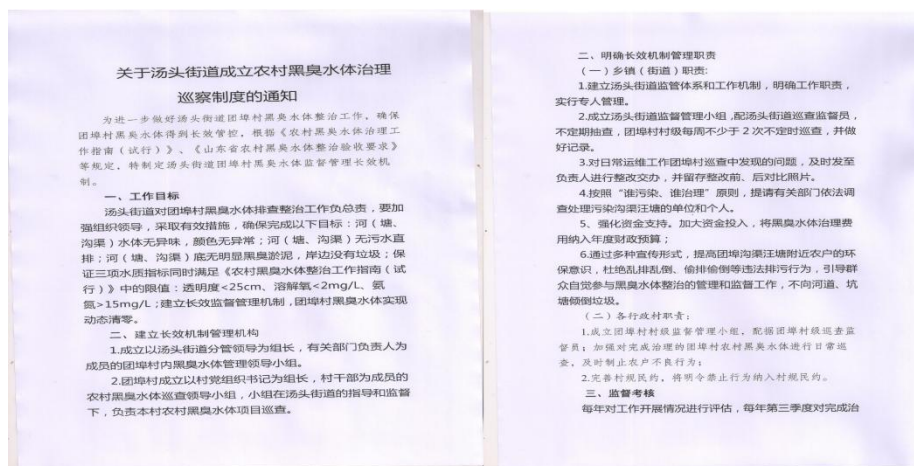 关于汤头街道成立农村黑臭水体治理
巡察制度的通知
为进一步做好汤头街道团埠村黑臭水体整治工作，确保
团埠村黑臭水体得到长效管控，根据《农村黑臭水体治理工
作指南（试行）》、《山东省农村黑臭水体整治验收要求》
等规定，特制定汤头街道团埠村黑臭水体监督管理长效机
制。
一、工作目标
汤头街道对团埠村黑臭水体排查整治工作负总责，要加
强组织领导，采取有效措施，确保完成以下目标：河（塘、
沟渠）水体无异味，颜色无异常；河（塘、沟渠）无污水直
排；河（塘、沟渠）底无明显黑臭淤泥，岸边没有垃圾；保
证三项水质指标同时满足《农村黑臭水体整治工作指南（试
行）》中的限值：透明度<25cm、溶解氧<2mg/L、氨
氮>15mg/L；建立长效监督管理机制，团埠村黑臭水体实现
动态清零。
二、建立长效机制管理机构
1.成立以汤头街道分管领导为组长，有关部门负责人为
成员的团埠村内黑臭水体管理领导小组。
2.团埠村成立以村党组织书记为组长，村干部为成员的
农村黑臭水体巡查领导小组，小组在汤头街道的指导和监督
下，负责本村农村黑臭水体项目巡查。
二、明确长效机制管理职责
（一）乡镇（街道）职责：
1.建立汤头街道监管体系和工作机制，明确工作职责，
实行专人管理。
2.成立汤头街道监督管理小组，配汤头街道巡查监督员，
不定期抽查，团埠村村级每周不少于2次不定时巡查，并做
好记录。
3.对日常运维工作团埠村巡查中发现的问题，及时发至
负责人进行整改交办，并留存整改前、后对比照片。
4.按照“谁污染、谁治理”原则，提请有关部门依法调
查处理污染沟渠汪塘的单位和个人。
5、强化资金支持。加大资金投入，将黑臭水体治理费
用纳入年度财政预算；
6.通过多种宣传形式，提高团埠沟渠汪塘附近农户的环
保意识，杜绝乱排乱倒、偷排偷倒等违法排污行为，引导群
众自觉参与黑臭水体整治的管理和监督工作，不向河道、坑
塘倾倒垃圾。
（二）各行政村职责：
1.成立团埠村村级监督管理小组，配据团埠村级巡查监
督员；加强对完成治理的团埠村农村黑臭水体进行日常巡
查，及时制止农户不良行为；
2.完善村规民约，将明令禁止行为纳入村规民约。
三、监督考核
每年对工作开展情况进行评估，每年第三季度对完成治